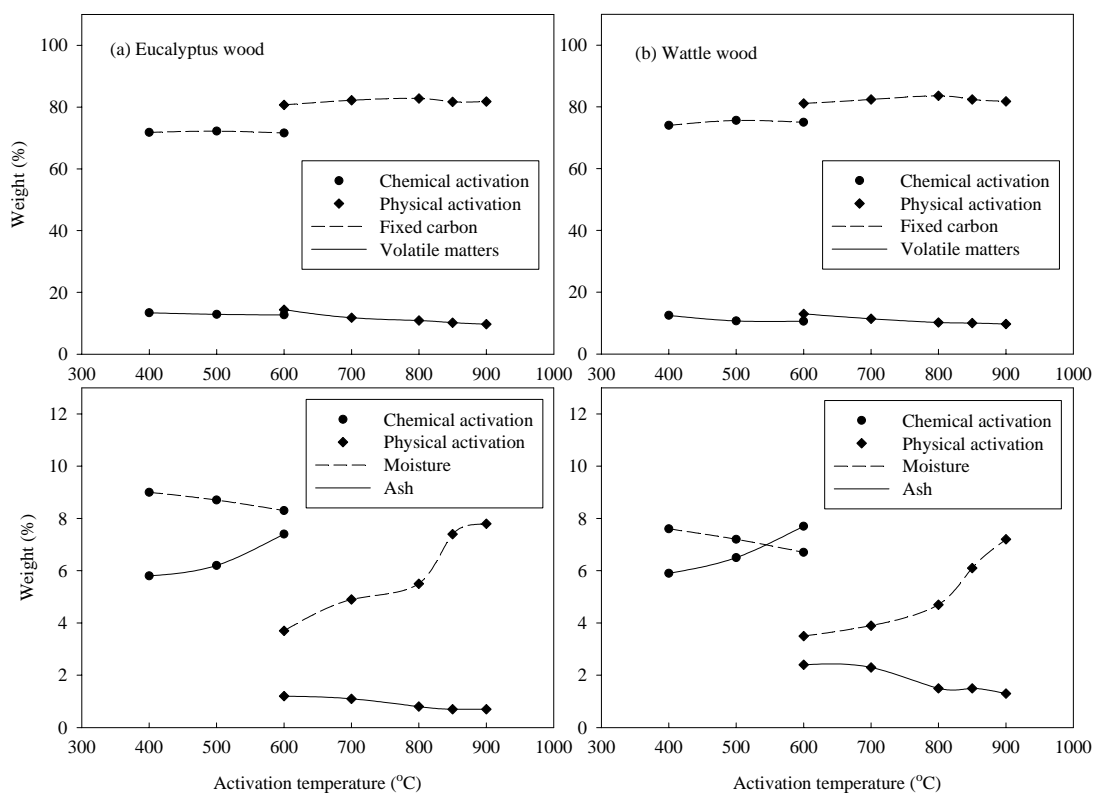 (a) Eucalyptus wood
100
80
60
40
20
0
Weight (%)
Chemical activation
Physical activation
Fixed carbon
Volatile matters
300 400 500 600 700 800 900 1000
(b) Wattle wood
100
80
60
40
20
0
Chemical activation
Physical activation
Fixed carbon
Volatile matters
300 400 500 600 700 800 900 1000
12
10
8
6
4
2
0
Weight (%)
Chemical activation
Physical activation
Moisture
Ash
300 400 500 600 700 800 900 1000
Activation temperature (°C)
12
10
8
6
4
2
0
Chemical activation
Physical activation
Moisture
Ash
300 400 500 600 700 800 900 1000
Activation temperature (°C)